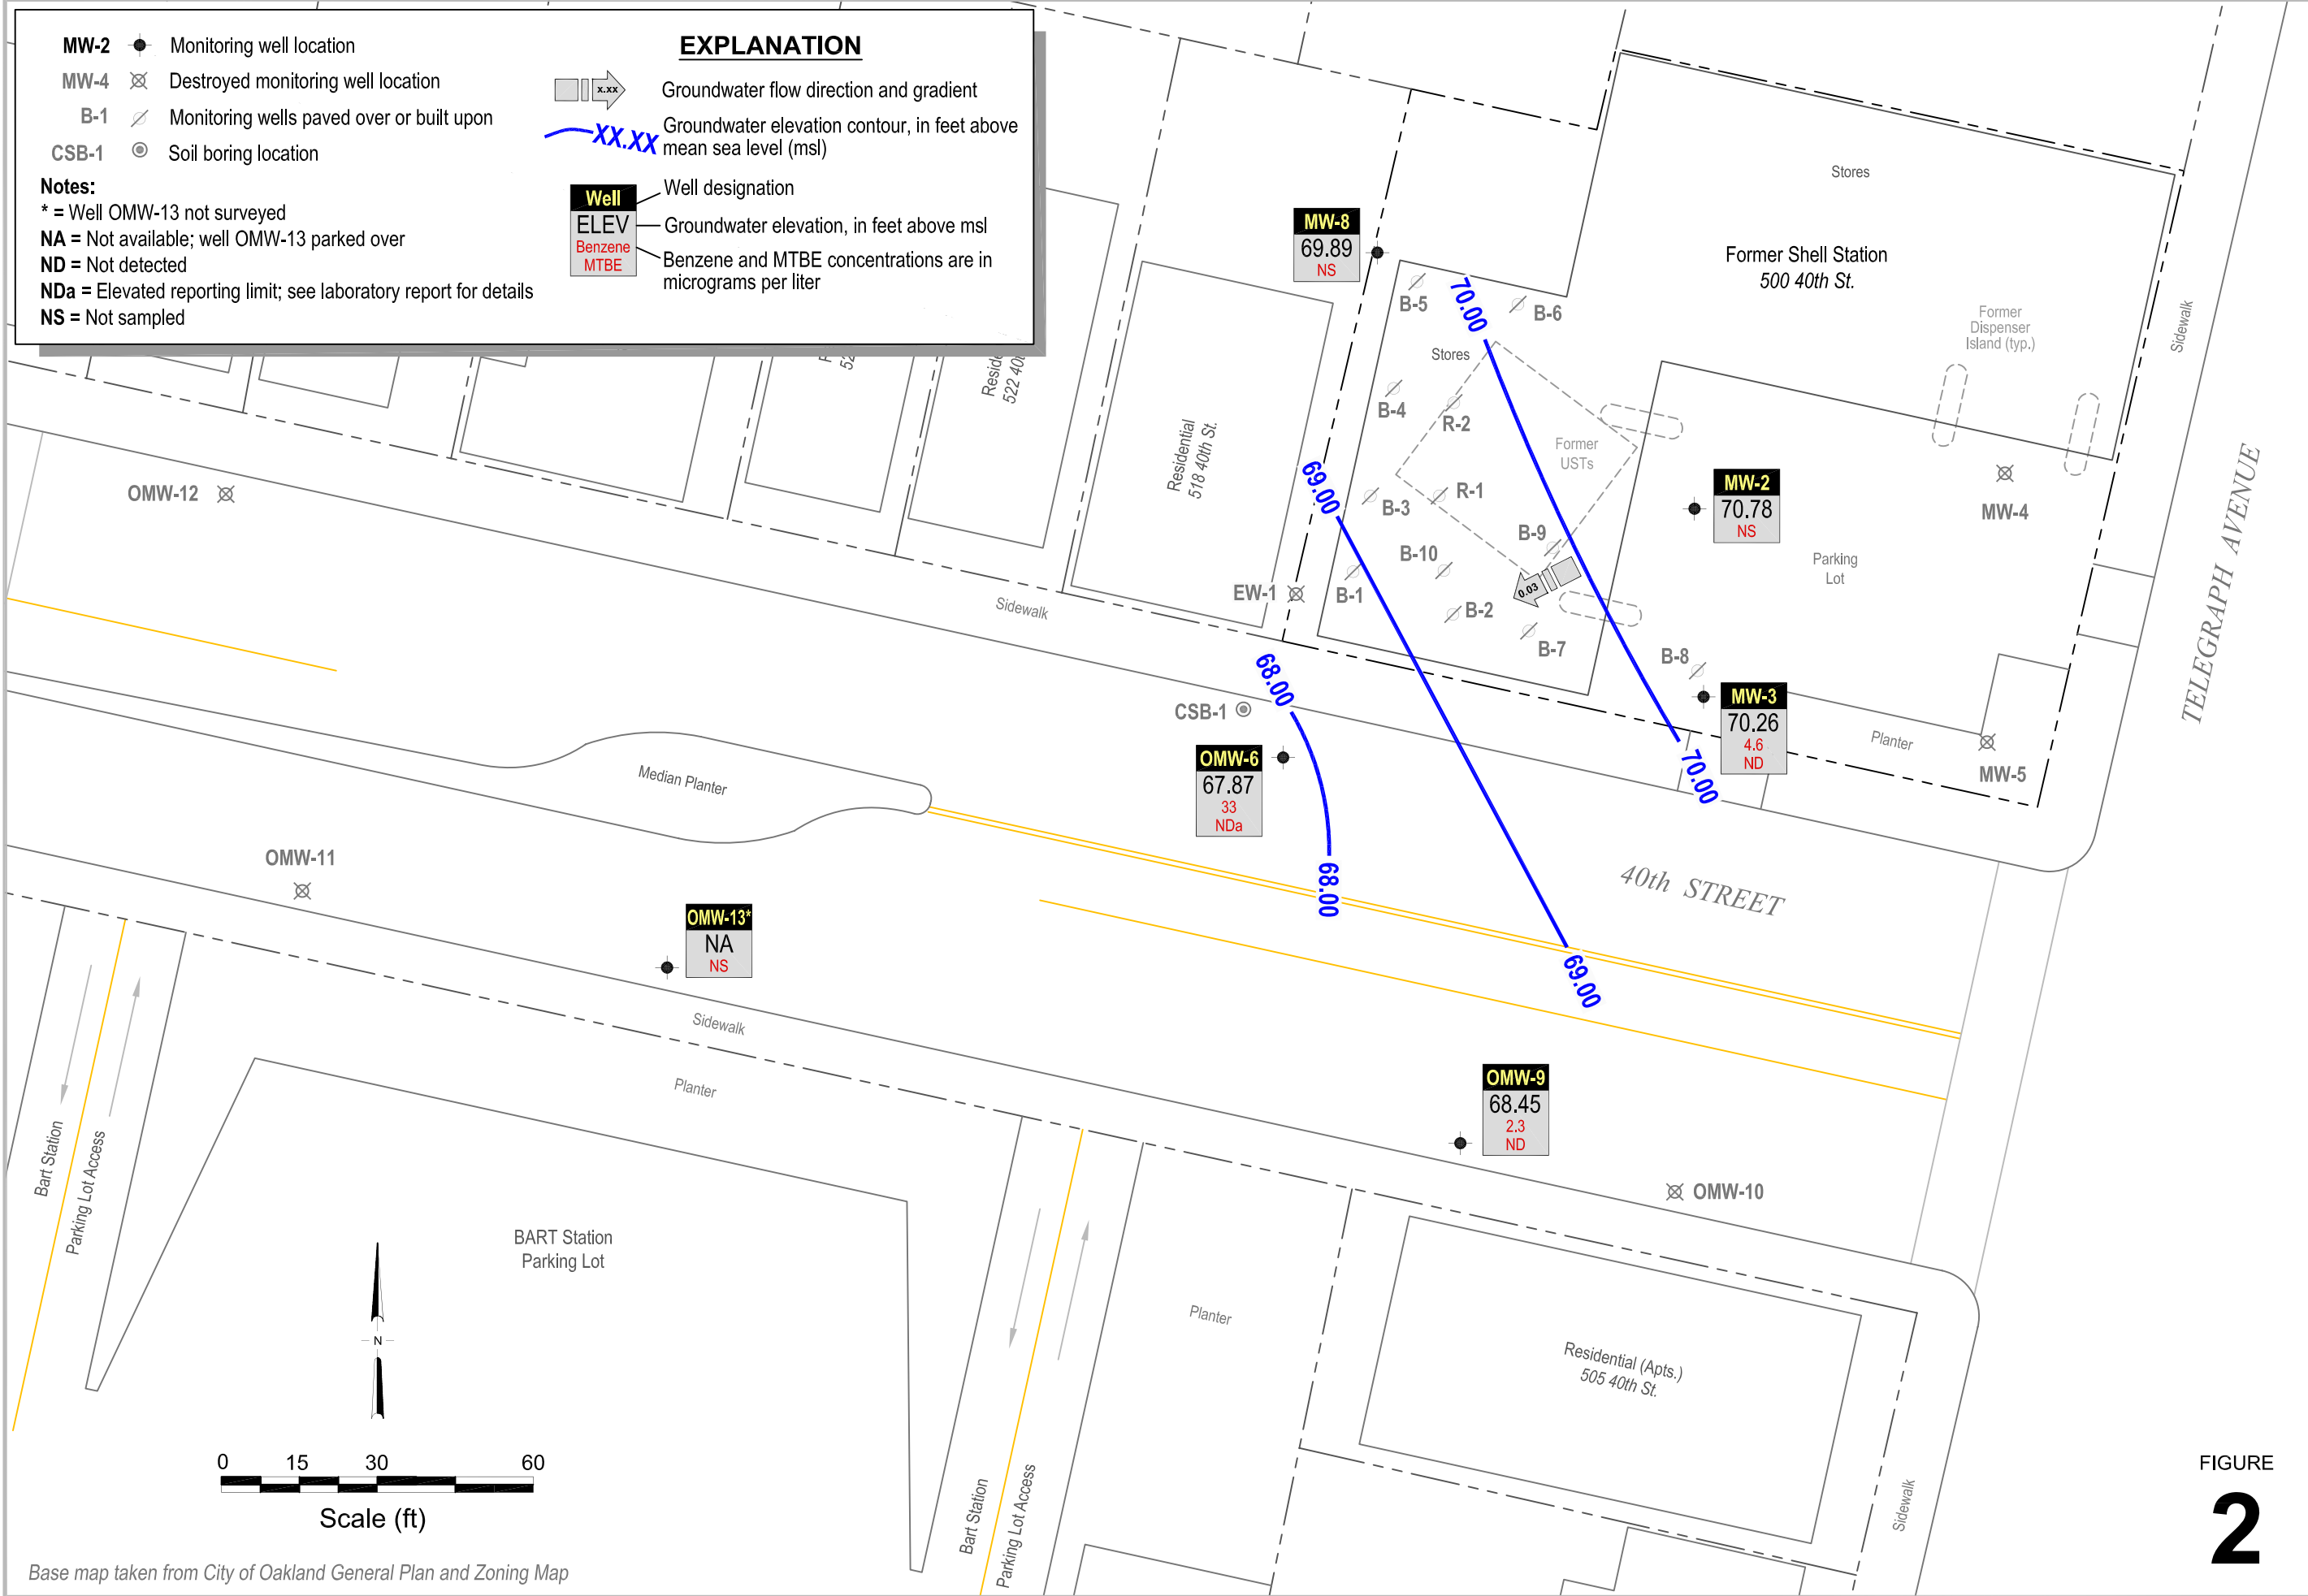 MW-2 Monitoring well location
MW-4 Destroyed monitoring well location
B-1 Monitoring wells paved over or built upon
CSB-1 Soil boring location
Notes:
* = Well OMW-13 not surveyed
NA = Not available; well OMW-13 parked over
ND = Not detected
NDa = Elevated reporting limit; see laboratory report for details
NS = Not sampled
EXPLANATION
x.xx
Groundwater flow direction and gradient
XX.XX
Groundwater elevation contour, in feet above
mean sea level (msl)
Well
ELEV
Benzene
MTBE
Well designation
Groundwater elevation, in feet above msl
Benzene and MTBE concentrations are in
micrograms per liter
Stores
Former Shell Station
500 40th St.
Former
Dispenser
Island (typ.)
Sidewalk
TELEGRAPH AVENUE
MW-8
69.89
NS
B-5
70.00
B-6
Stores
B-4
R-2
Former
USTs
522 40
Residential
518 40th St.
69.00
B-3
R-1
B-9
B-10
MW-2
70.78
NS
MW-4
Parking
Lot
OMW-12
EW-1
B-1
0.03
B-2
B-7
B-8
Sidewalk
68.00
CSB-1
MW-3
70.26
4.6
ND
Planter
MW-5
70.00
OMW-6
67.87
33
NDa
Median Planter
68.00
40th STREET
69.00
OMW-11
OMW-13*
NA
NS
Sidewalk
Planter
OMW-9
68.45
2.3
ND
OMW-10
Bart Station
Parking Lot Access
BART Station
Parking Lot
N
Planter
Residential (Apts.)
505 40th St.
Bart Station
Parking Lot Access
Sidewalk
0 15 30 60
Scale (ft)
Base map taken from City of Oakland General Plan and Zoning Map
FIGURE
2